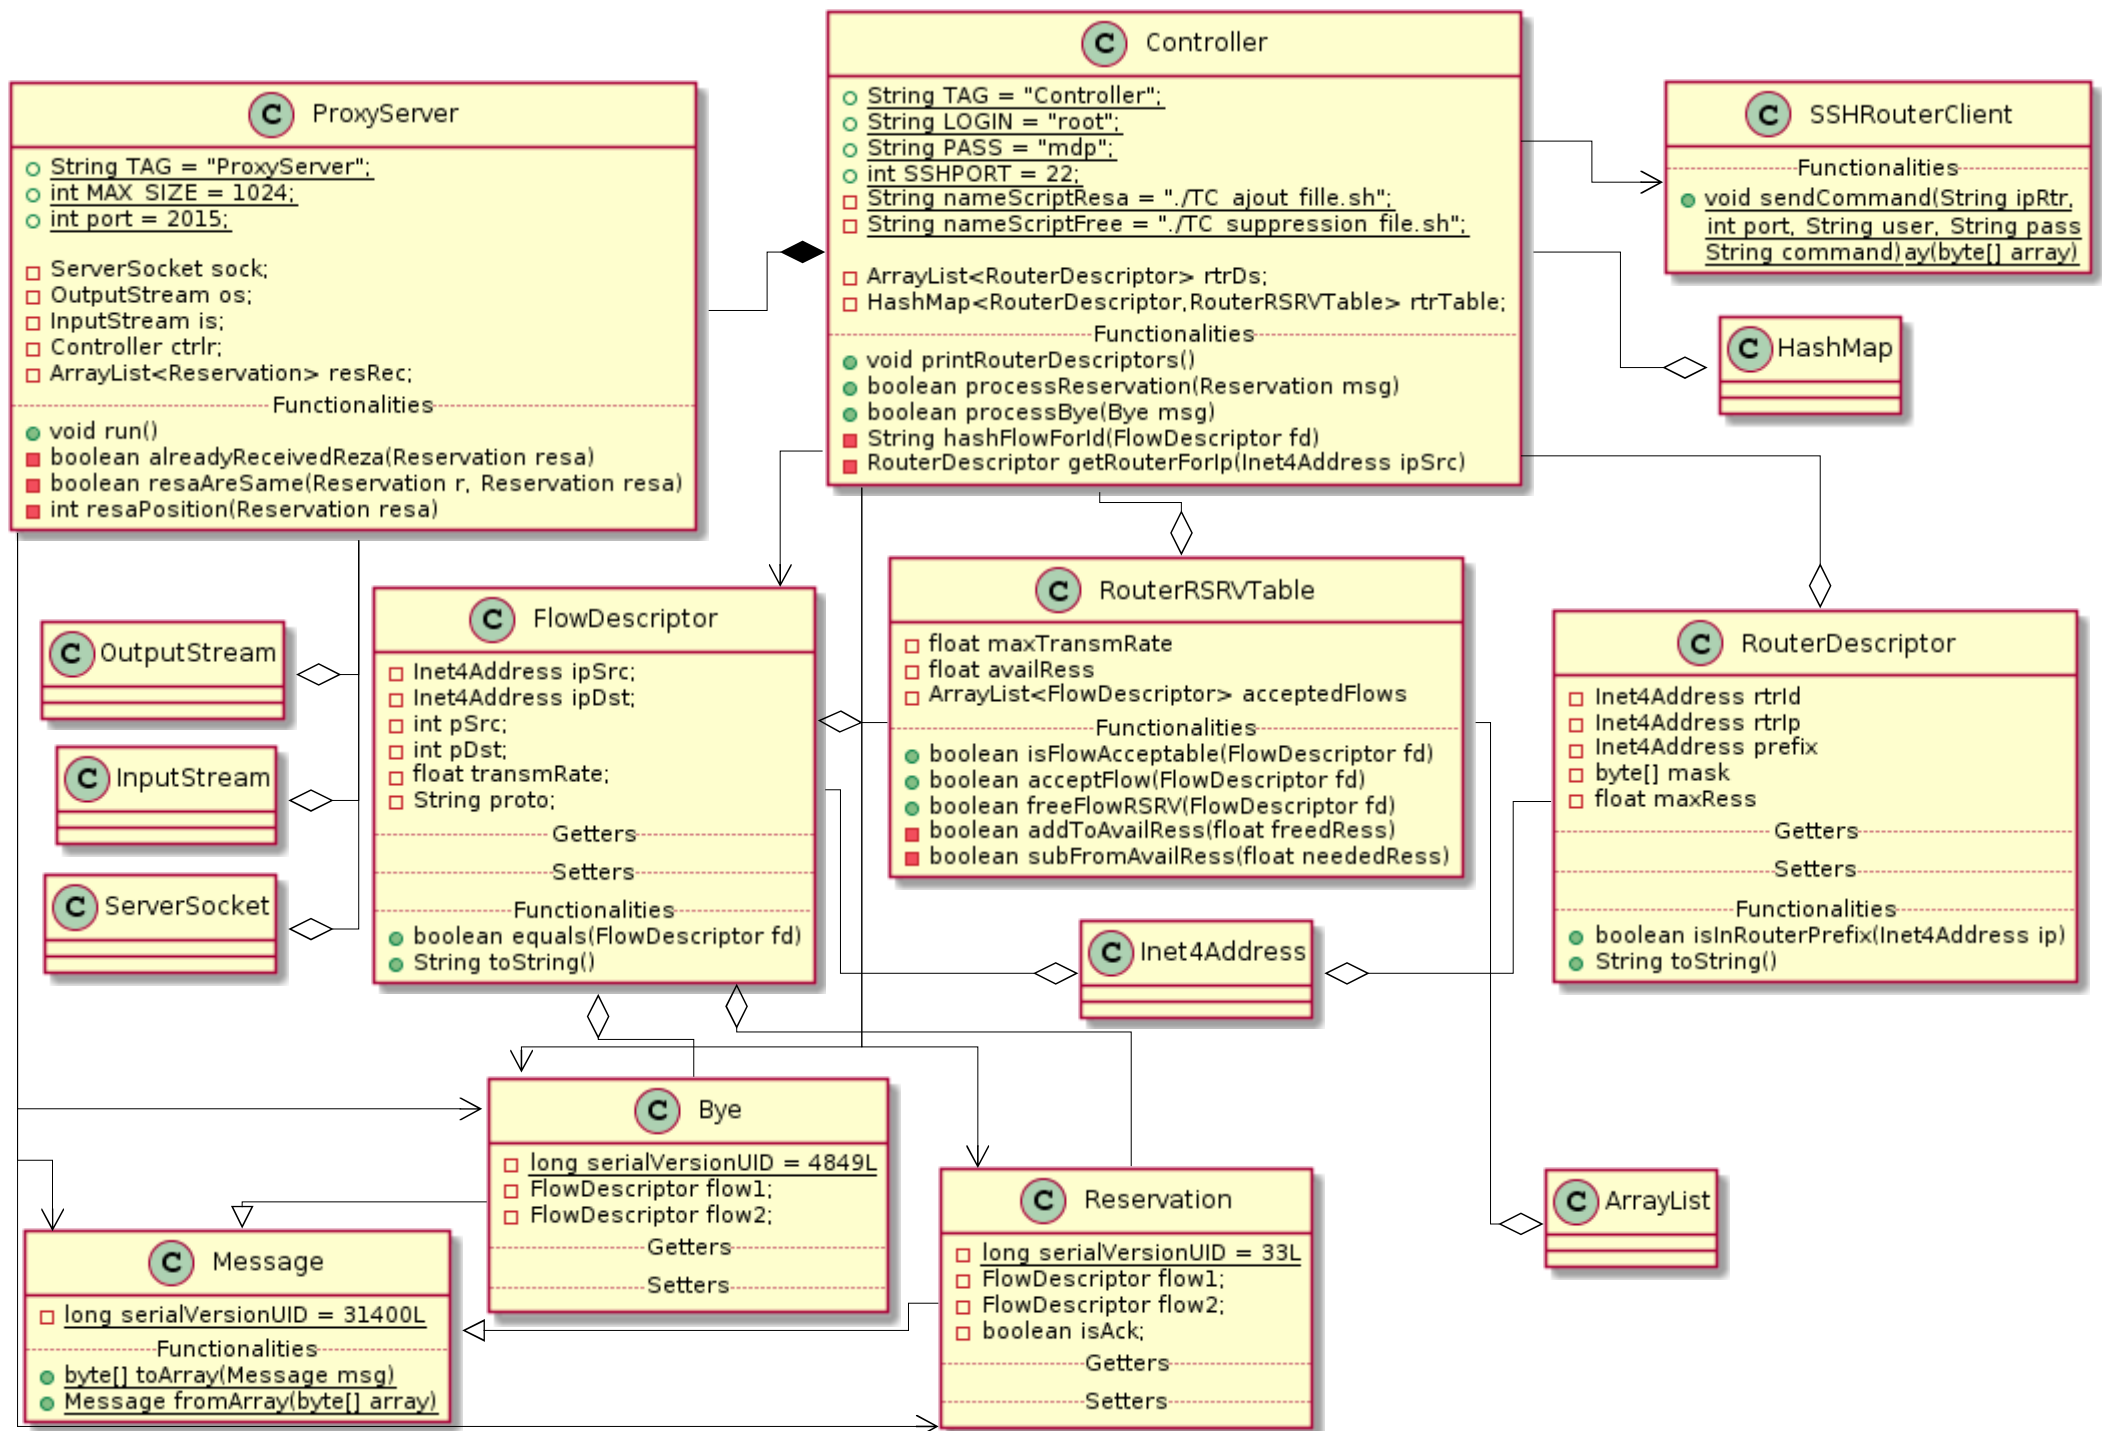 C Controller
String TAG = "Controller";
String LOGIN = "root";
String PASS = "mdp";
int SSHPORT = 22;
String nameScriptResa = "./TC_ajout_fille.sh";
String nameScriptFree = "./TC_suppression_file.sh";
ArrayList<RouterDescriptor> rtrDs;
HashMap<RouterDescriptor,RouterRSRVTable> rtrTable;
Functionalities
void printRouterDescriptors()
boolean processReservation(Reservation msg)
boolean processBye(Bye msg)
String hashFlowForId(FlowDescriptor fd)
RouterDescriptor getRouterForIp(Inet4Address ipSrc)
C ProxyServer
String TAG = "ProxyServer";
int MAX_SIZE = 1024;
int port = 2015;
ServerSocket sock;
OutputStream os;
InputStream is;
Controller ctrlr;
ArrayList<Reservation> resRec;
Functionalities
void run()
boolean alreadyReceivedReza(Reservation resa)
boolean resaAreSame(Reservation r, Reservation resa)
int resaPosition(Reservation resa)
C SSHRouterClient
Functionalities
void sendCommand(String ipRtr,
int port, String user, String pass
String command) ay(byte[] array)
C HashMap
C OutputStream
C InputStream
C ServerSocket
C FlowDescriptor
Inet4Address ipSrc;
Inet4Address ipDst;
int pSrc;
int pDst;
float transmRate;
String proto;
Getters
Setters
Functionalities
boolean equals(FlowDescriptor fd)
String toString()
C RouterRSRVTable
float maxTransmRate
float availRess
ArrayList<FlowDescriptor> acceptedFlows
Functionalities
boolean isFlowAcceptable(FlowDescriptor fd)
boolean acceptFlow(FlowDescriptor fd)
boolean freeFlowRSRV(FlowDescriptor fd)
boolean addToAvailRess(float freedRess)
boolean subFromAvailRess(float neededRess)
C RouterDescriptor
Inet4Address rtrId
Inet4Address rtrIp
Inet4Address prefix
byte[] mask
float maxRess
Getters
Setters
Functionalities
boolean isInRouterPrefix(Inet4Address ip)
String toString()
C Inet4Address
C Bye
long serialVersionUID = 4849L
FlowDescriptor flow1;
FlowDescriptor flow2;
Getters
Setters
C Reservation
long serialVersionUID = 33L
FlowDescriptor flow1;
FlowDescriptor flow2;
boolean isAck;
Getters
Setters
C ArrayList
C Message
long serialVersionUID = 31400L
Functionalities
byte[] toArray(Message msg)
Message fromArray(byte[] array)